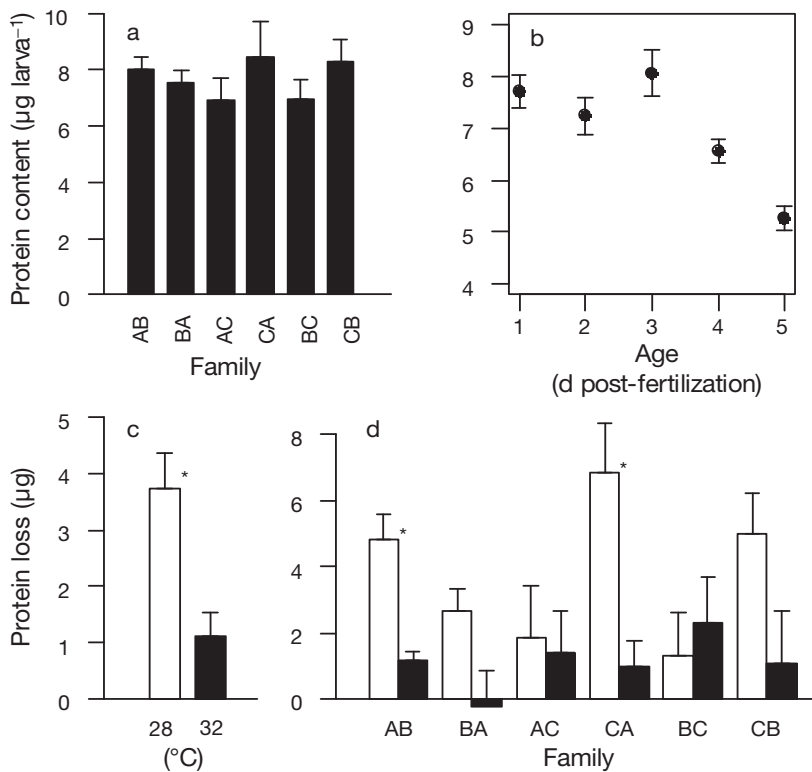 a
Protein content (µg larva⁻¹)
10
8
6
4
2
0
AB
BA
AC
CA
BC
CB
Family
b
9
8
7
6
5
4
1 2 3 4 5
Age
(d post-fertilization)
c
Protein loss (µg)
5
4
3
2
1
0
*
28 32
(°C)
d
8
6
4
2
0
*
*
AB BA AC CA BC CB
Family